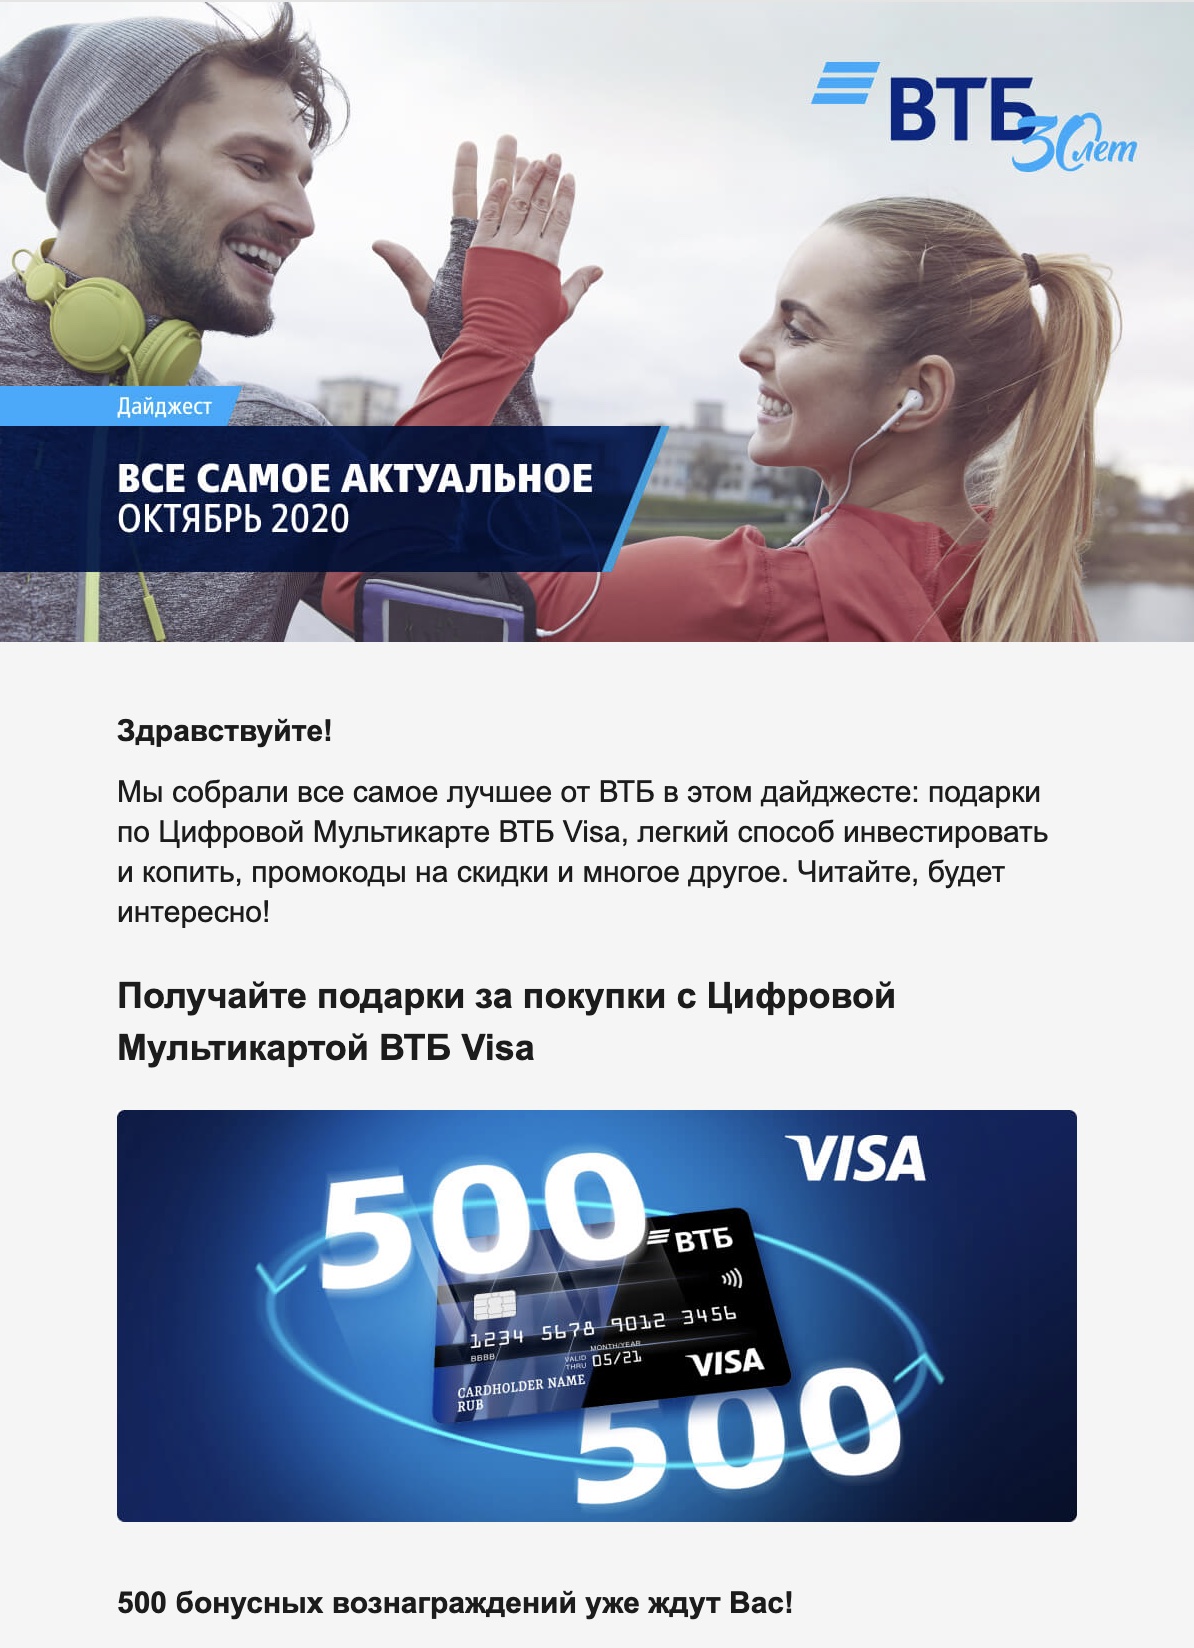 ВТБ
30 лет
Дайджест
ВСЕ САМОЕ АКТУАЛЬНОЕ
ОКТЯБРЬ 2020
Здравствуйте!
Мы собрали все самое лучшее от ВТБ в этом дайджесте: подарки
по Цифровой Мультикарте ВТБ Visa, легкий способ инвестировать
и копить, промокоды на скидки и многое другое. Читайте, будет
интересно!
Получайте подарки за покупки с Цифровой
Мультикартой ВТБ Visa
VISA
500
ВТБ
1234 5678 9012 3456
BBBB
MONTH/YEAR
VALID
THRU
05/21
VISA
CARDHOLDER NAME
RUB
500
500 бонусных вознаграждений уже ждут Вас!